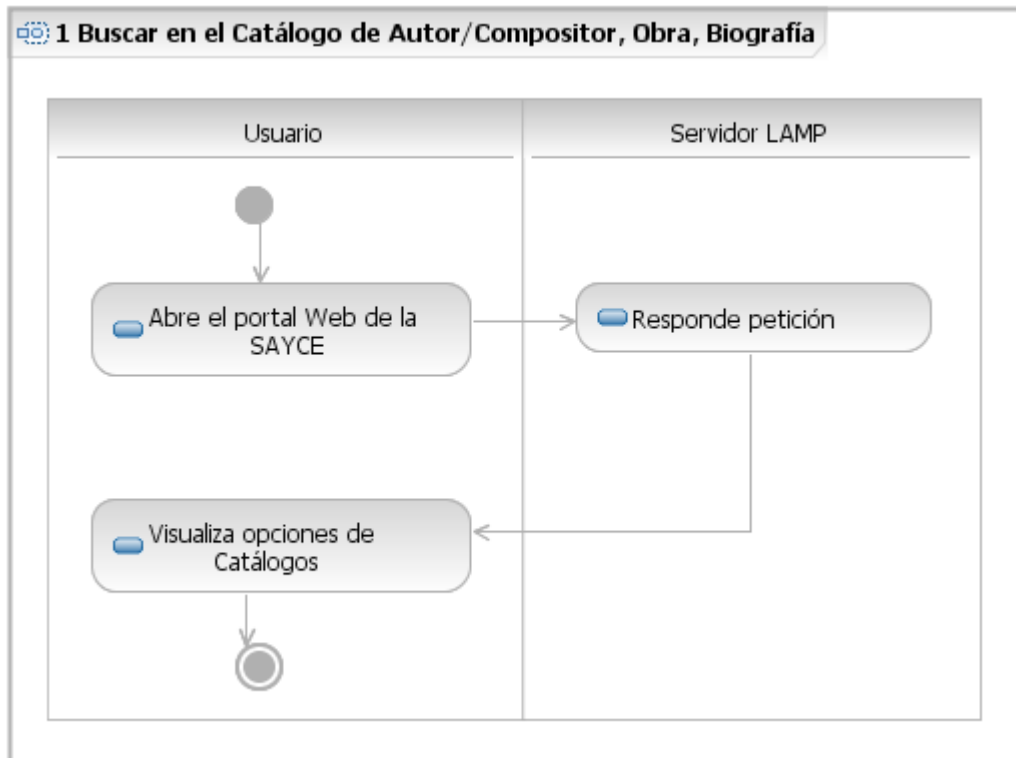 1 Buscar en el Catálogo de Autor/Compositor, Obra, Biografía
Usuario
Servidor LAMP
Abre el portal Web de la
SAYCE
Responde petición
Visualiza opciones de
Catálogos